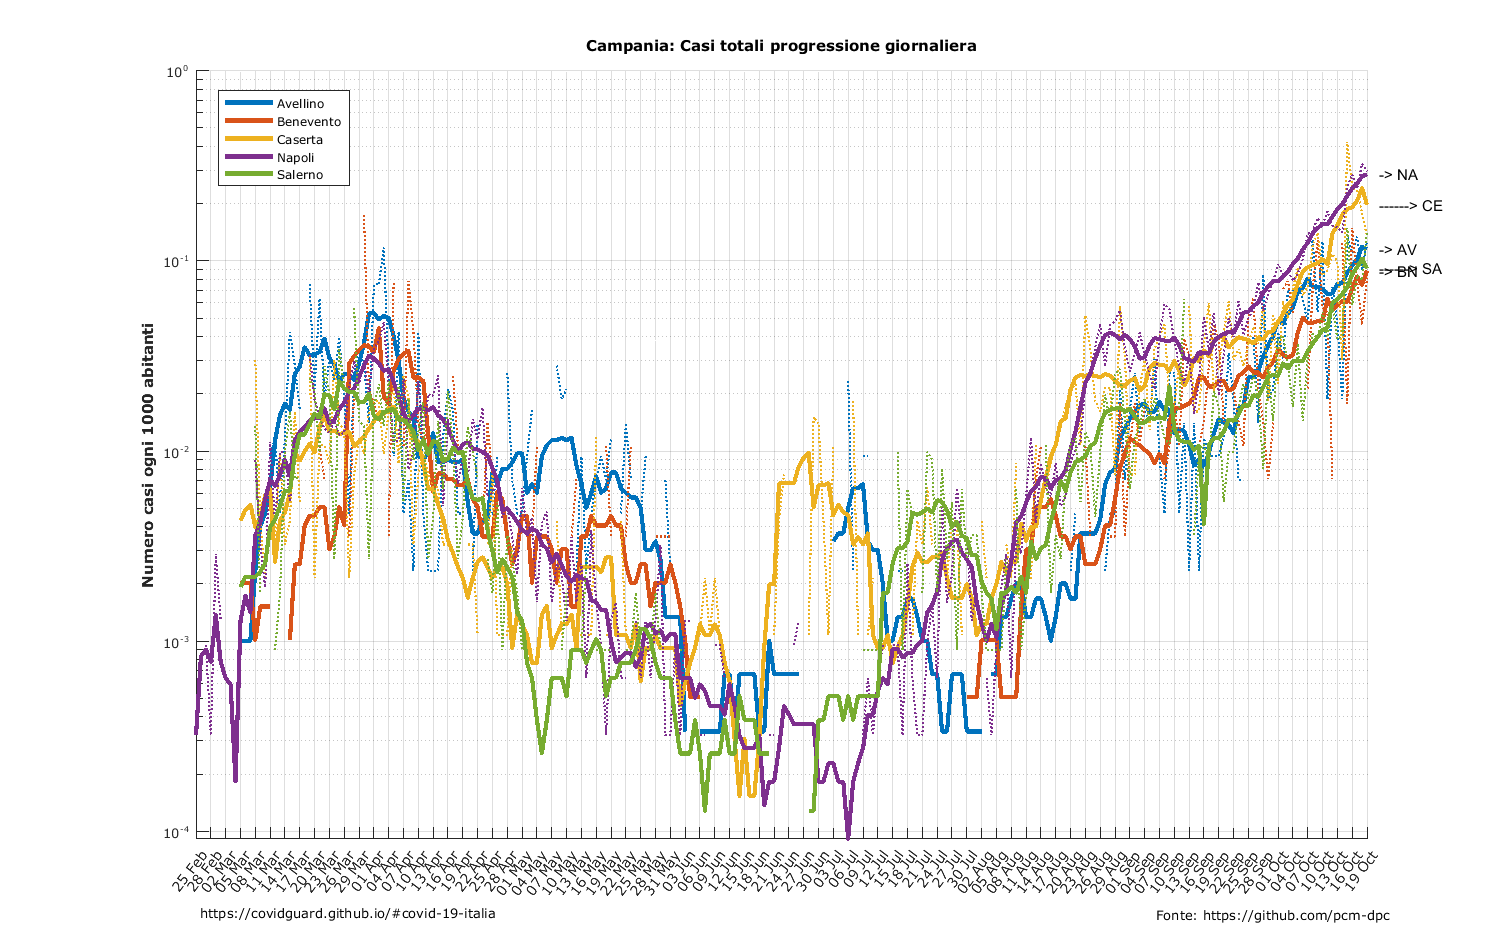 Campania: Casi totali progressione giornaliera
10^0
10^-1
10^-2
10^-3
10^-4
Numero casi ogni 1000 abitanti
Avellino
Benevento
Caserta
Napoli
Salerno
-> NA
------> CE
-> AV
------> SA
-> BN
25 Feb
28 Feb
02 Mar
05 Mar
08 Mar
11 Mar
14 Mar
17 Mar
20 Mar
23 Mar
26 Mar
29 Mar
01 Apr
04 Apr
07 Apr
10 Apr
13 Apr
16 Apr
19 Apr
22 Apr
25 Apr
28 Apr
01 May
04 May
07 May
10 May
13 May
16 May
19 May
22 May
25 May
28 May
31 May
03 Jun
06 Jun
09 Jun
12 Jun
15 Jun
18 Jun
21 Jun
24 Jun
27 Jun
30 Jun
03 Jul
06 Jul
09 Jul
12 Jul
15 Jul
18 Jul
21 Jul
24 Jul
27 Jul
30 Jul
02 Aug
05 Aug
08 Aug
11 Aug
14 Aug
17 Aug
20 Aug
23 Aug
26 Aug
29 Aug
01 Sep
04 Sep
07 Sep
10 Sep
13 Sep
16 Sep
19 Sep
22 Sep
25 Sep
28 Sep
01 Oct
04 Oct
07 Oct
10 Oct
13 Oct
16 Oct
19 Oct
https://covidguard.github.io/#covid-19-italia
Fonte: https://github.com/pcm-dpc